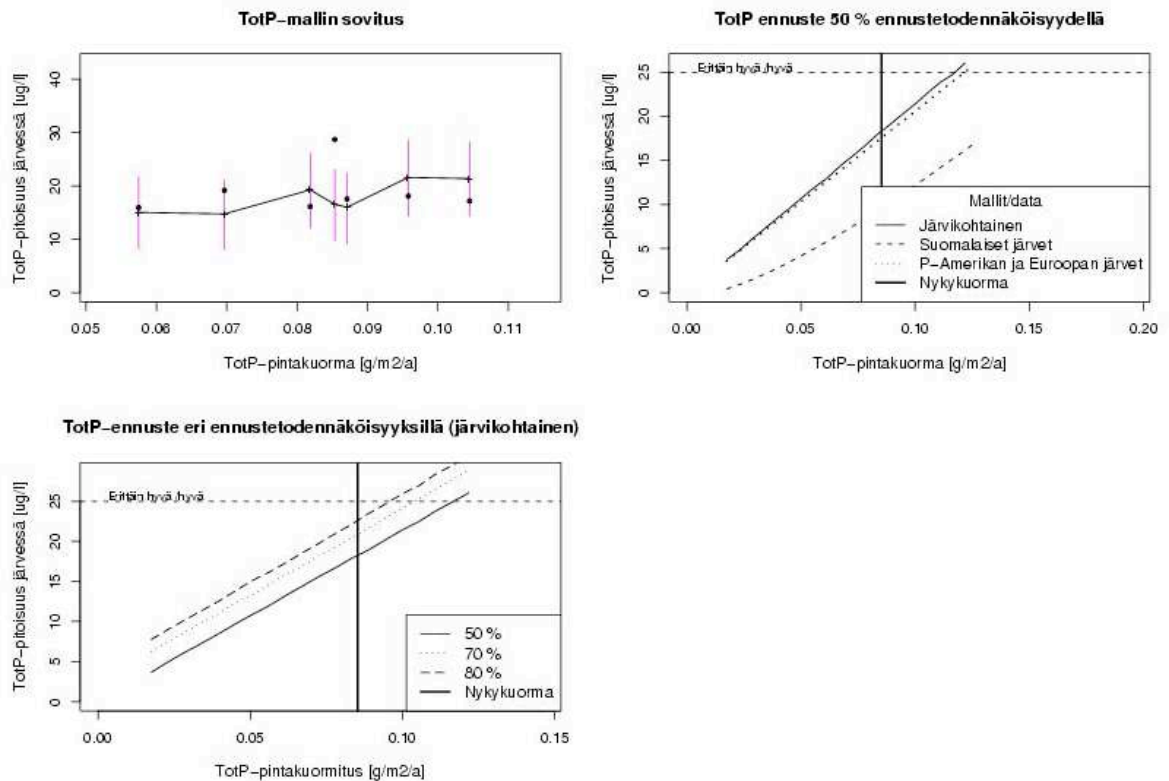 TotP-mallin sovitus
TotP-pitoisuus järvessä [ug/l]
40
30
20
10
0
0.05 0.06 0.07 0.08 0.09 0.10 0.11
TotP-pintakuorma [g/m2/a]
TotP ennuste 50 % ennustetodennäköisyydellä
TotP-pitoisuus järvessä [ug/l]
Erittäin hyvä/hyvä
25
20
15
10
5
0
Mallit/data
Järvikohtainen
Suomalaiset järvet
P-Amerikan ja Euroopan järvet
Nykykuorma
0.00 0.05 0.10 0.15 0.20
TotP-pintakuorma [g/m2/a]
TotP-ennuste eri ennustetodennäköisyyksillä (järvikohtainen)
TotP-pitoisuus järvessä [ug/l]
Erittäin hyvä/hyvä
25
20
15
10
5
0
50 %
70 %
80 %
Nykykuorma
0.00 0.05 0.10 0.15
TotP-pintakuormitus [g/m2/a]